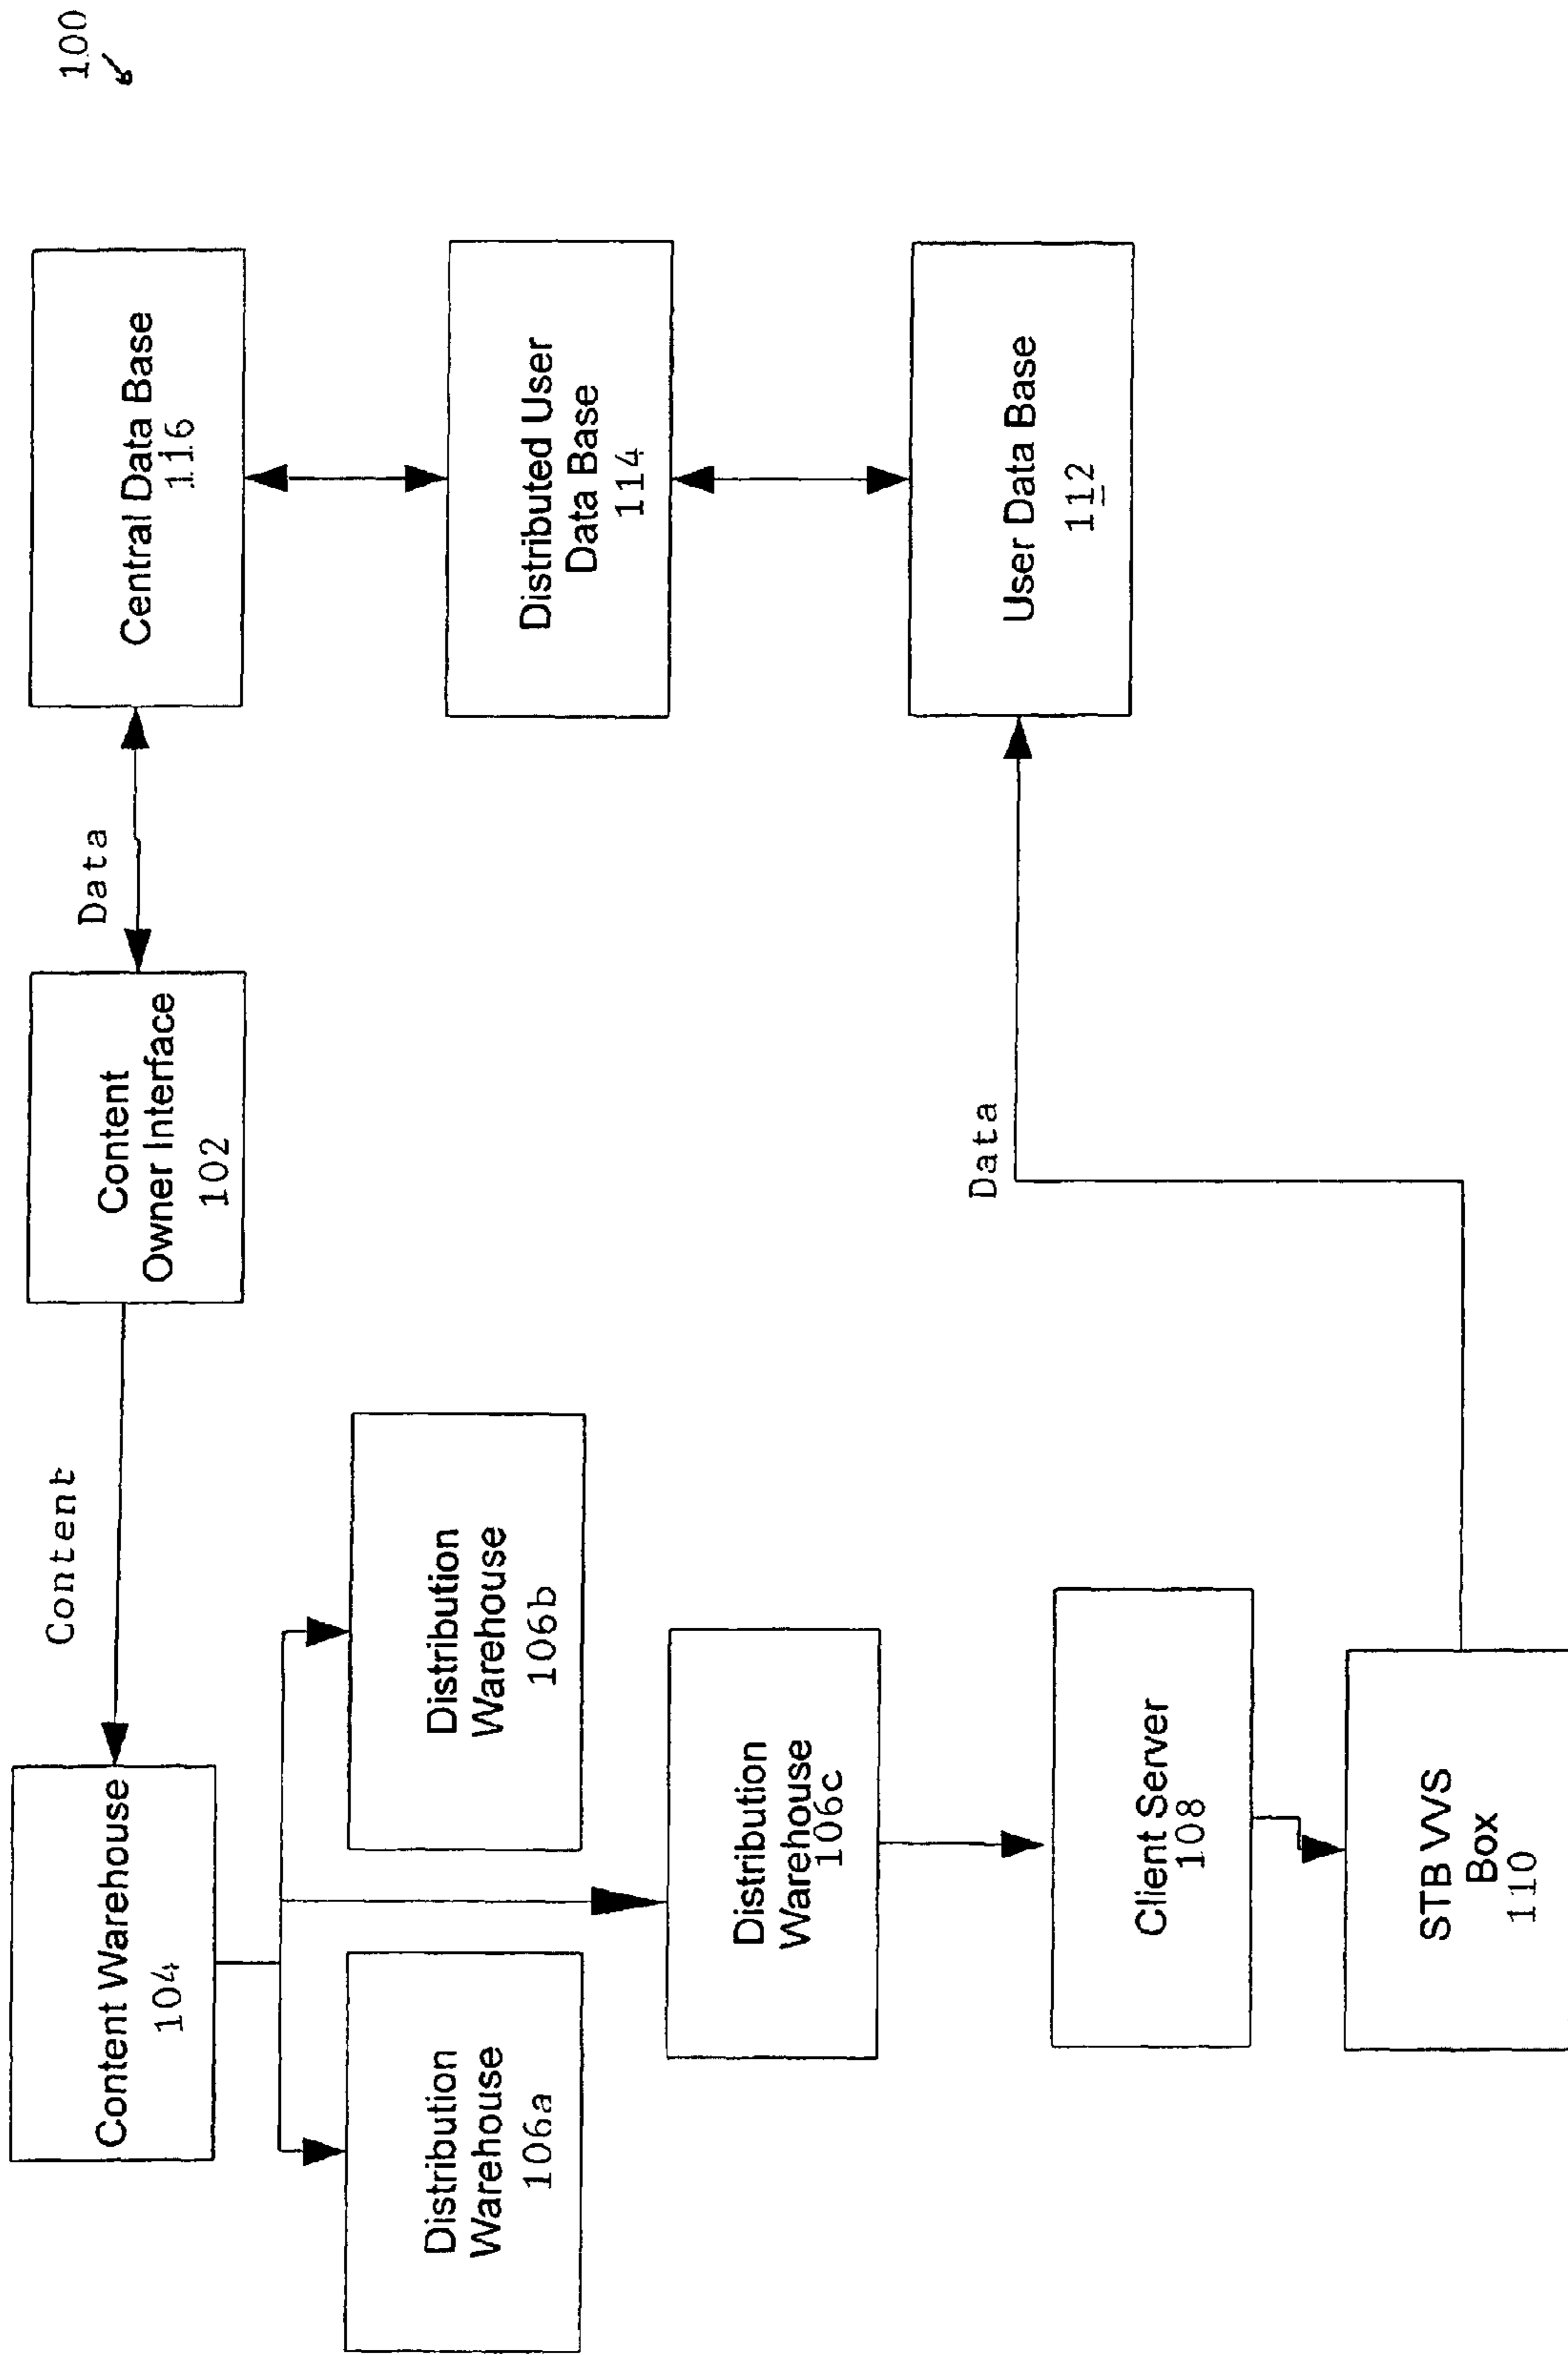 100
Content Warehouse
104
Content
Content
Owner Interface
102
Data
Central Data Base
116
Distribution
Warehouse
106a
Distribution
Warehouse
106b
Distributed User
Data Base
114
Distribution
Warehouse
106c
Data
User Data Base
112
Client Server
108
STB VVS
Box
110